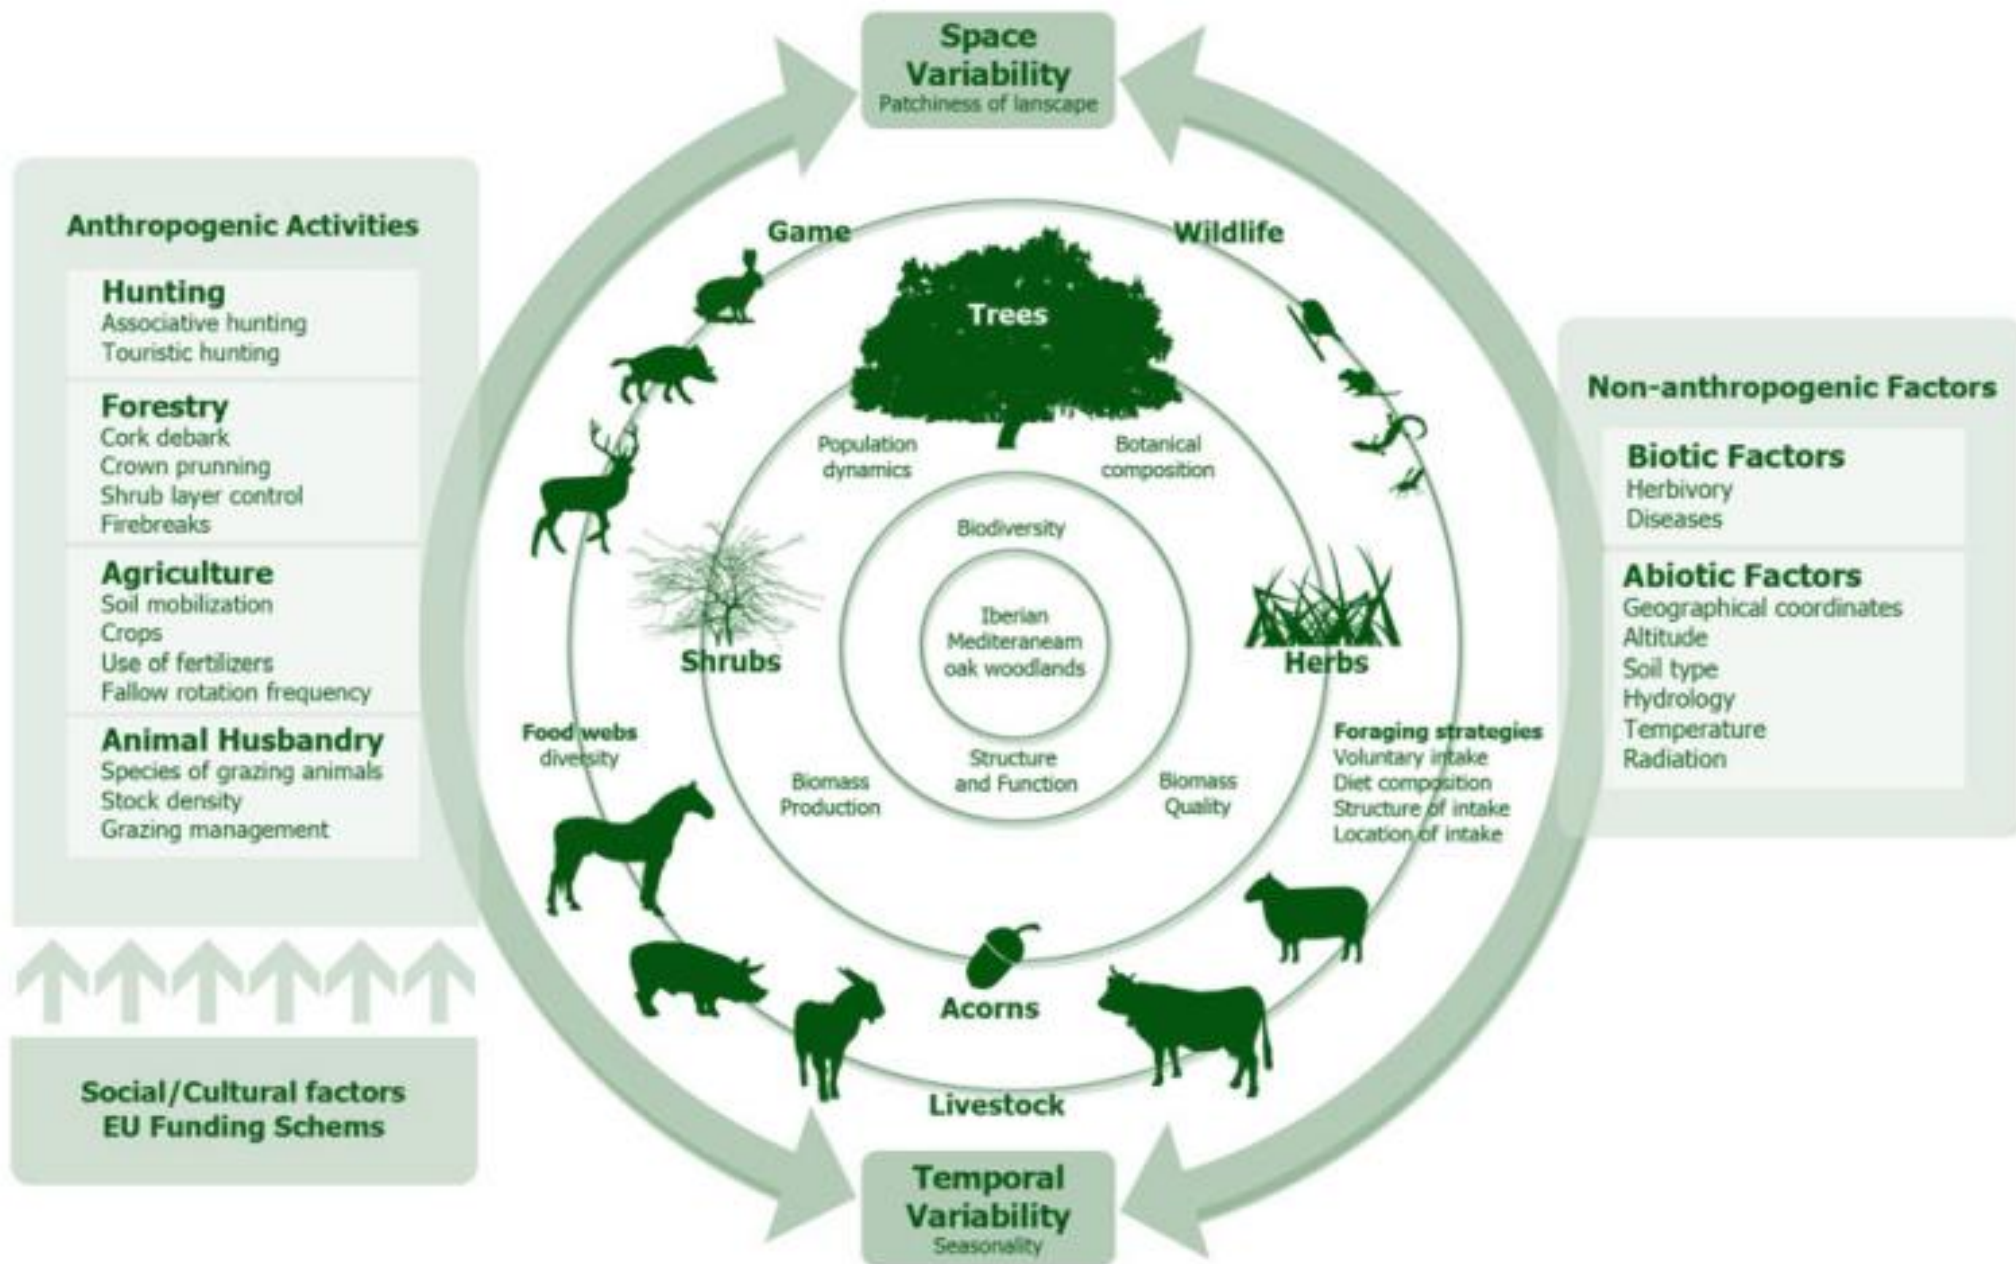 Space
Variability
Patchiness of lanscape
Anthropogenic Activities
Hunting
Associative hunting
Touristic hunting
Forestry
Cork debark
Crown prunning
Shrub layer control
Firebreaks
Agriculture
Soil mobilization
Crops
Use of fertilizers
Fallow rotation frequency
Animal Husbandry
Species of grazing animals
Stock density
Grazing management
Social/Cultural factors
EU Funding Schems
Game
Wildlife
Trees
Population
dynamics
Botanical
composition
Biodiversity
Iberian
Mediteraneam
oak woodlands
Structure
and Function
Shrubs
Herbs
Food webs
diversity
Biomass
Production
Biomass
Quality
Foraging strategies
Voluntary intake
Diet composition
Structure of intake
Location of intake
Acorns
Livestock
Non-anthropogenic Factors
Biotic Factors
Herbivory
Diseases
Abiotic Factors
Geographical coordinates
Altitude
Soil type
Hydrology
Temperature
Radiation
Temporal
Variability
Seasonality